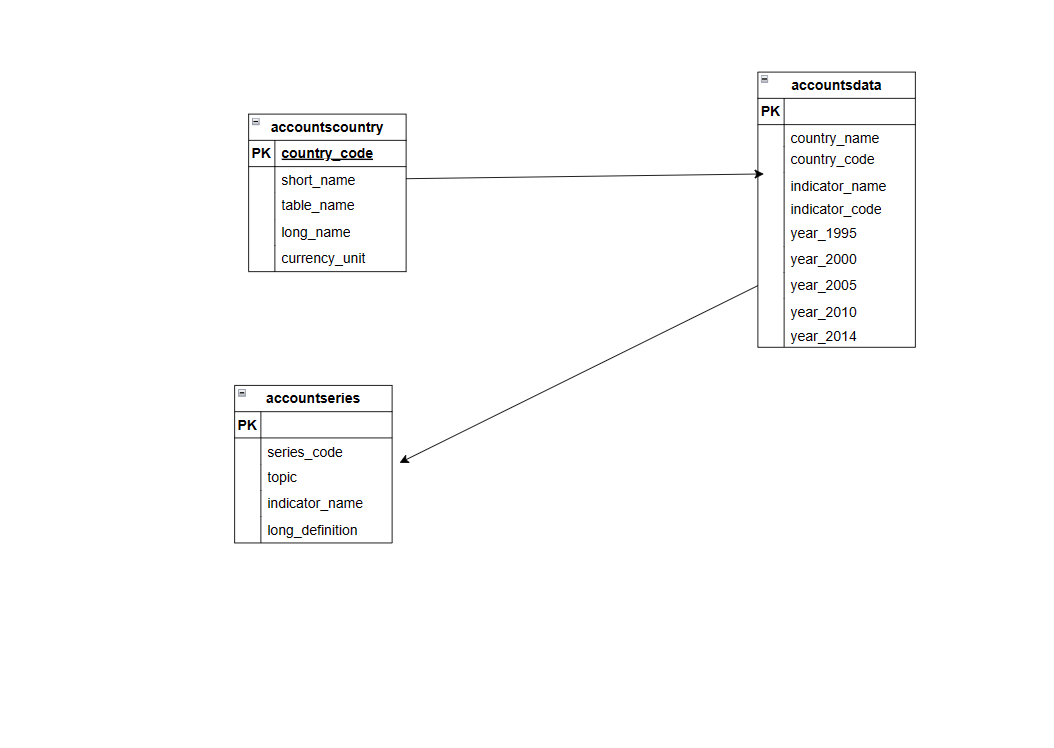 accountscountry
PK country_code
short_name
table_name
long_name
currency_unit
accountsdata
PK
country_name
country_code
indicator_name
indicator_code
year_1995
year_2000
year_2005
year_2010
year_2014
accountseries
PK
series_code
topic
indicator_name
long_definition